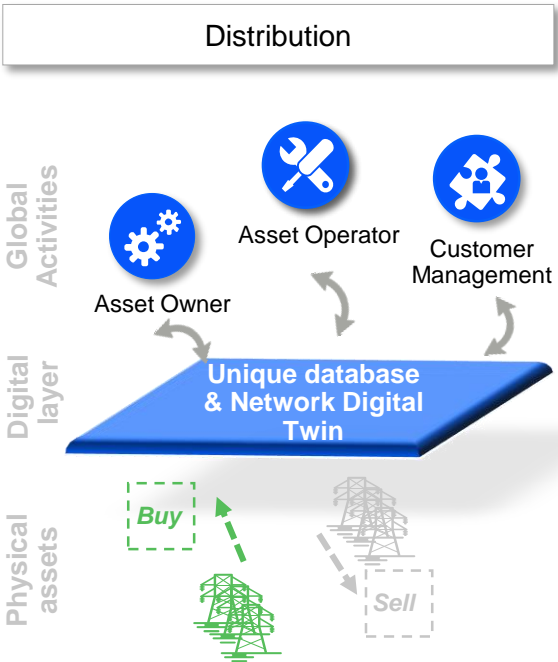 Distribution
Global
Activities
Asset Owner
Asset Operator
Customer
Management
Digital
layer
Unique database
& Network Digital
Twin
Physical
assets
Buy
Sell